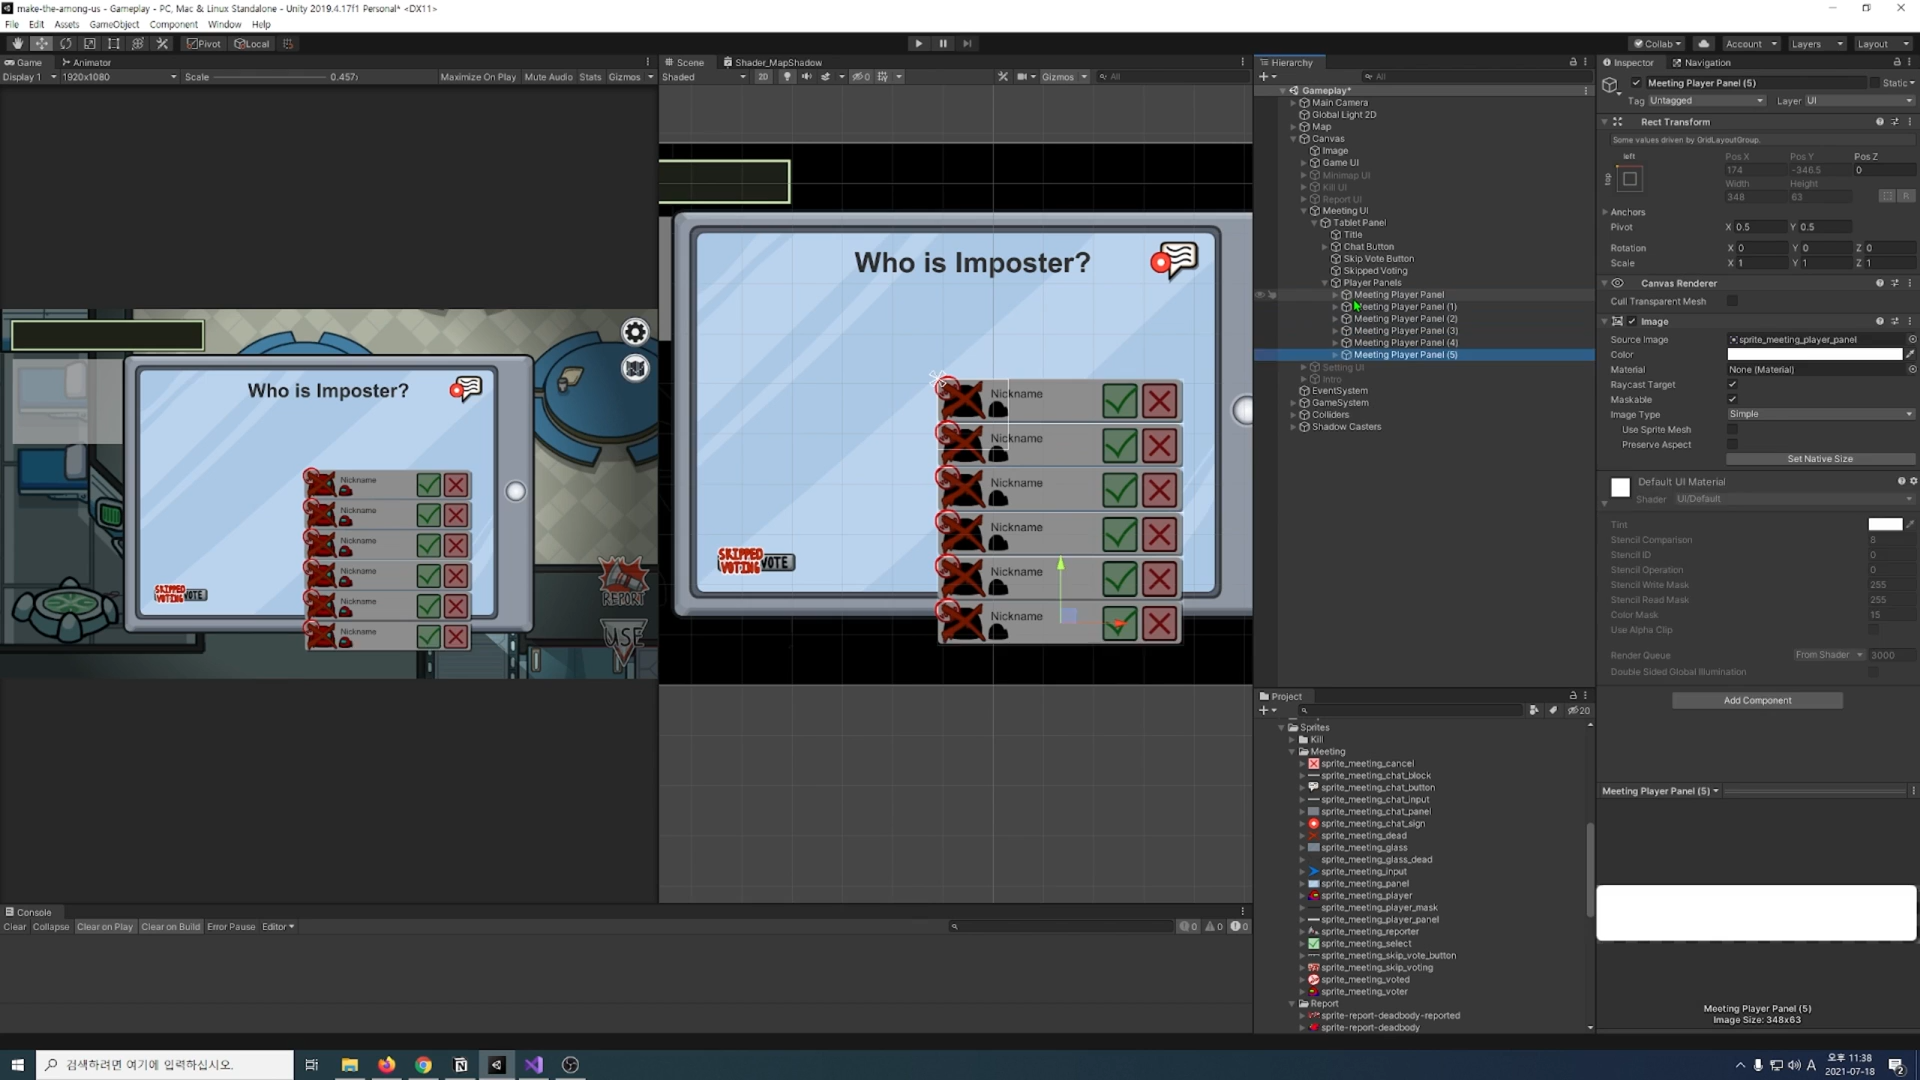 make-the-among-us - Gameplay - PC, Mac & Linux Standalone - Unity 2019.4.17f1 Personal* <DX11>
File Edit Assets GameObject Component Window Help
Pivot Local Collab Account Layers Layout
Game Animator
Display 1 1920x1080 Scale 0.457x Maximize On Play Mute Audio Stats Gizmos
Who is Imposter?
Nickname
Nickname
Nickname
Nickname
Nickname
Nickname
SKIPPED
VOTING VOTE
REPORT
USE
Scene Shader_MapShadow
Shaded 2D 0 Gizmos All
Who is Imposter?
Nickname
Nickname
Nickname
Nickname
Nickname
Nickname
SKIPPED
VOTING VOTE
Console
Clear Collapse Clear on Play Clear on Build Error Pause Editor 0 0 0
Hierarchy
All
Gameplay*
Main Camera
Global Light 2D
Map
Canvas
Image
Game UI
Minimap UI
Kill UI
Report UI
Meeting UI
Tablet Panel
Title
Chat Button
Skip Vote Button
Skipped Voting
Player Panels
Meeting Player Panel
Meeting Player Panel (1)
Meeting Player Panel (2)
Meeting Player Panel (3)
Meeting Player Panel (4)
Meeting Player Panel (5)
Setting UI
Intro
EventSystem
GameSystem
Colliders
Shadow Casters
Project
20
Sprites
Kill
Meeting
sprite_meeting_cancel
sprite_meeting_chat_block
sprite_meeting_chat_button
sprite_meeting_chat_input
sprite_meeting_chat_panel
sprite_meeting_chat_sign
sprite_meeting_dead
sprite_meeting_glass
sprite_meeting_glass_dead
sprite_meeting_input
sprite_meeting_panel
sprite_meeting_player
sprite_meeting_player_mask
sprite_meeting_player_panel
sprite_meeting_reporter
sprite_meeting_select
sprite_meeting_skip_vote_button
sprite_meeting_skip_voting
sprite_meeting_voted
sprite_meeting_voter
Report
sprite-report-deadbody-reported
sprite-report-deadbody
Inspector Navigation
Meeting Player Panel (5) Static
Tag Untagged Layer UI
Rect Transform
Some values driven by GridLayoutGroup.
left Pos X Pos Y Pos Z
top 174 -346.5 0
Width Height
348 63 R
Anchors
Pivot X 0.5 Y 0.5
Rotation X 0 Y 0 Z 0
Scale X 1 Y 1 Z 1
Canvas Renderer
Cull Transparent Mesh
Image
Source Image sprite_meeting_player_panel
Color
Material None (Material)
Raycast Target
Maskable
Image Type Simple
Use Sprite Mesh
Preserve Aspect
Set Native Size
Default UI Material
Shader UI/Default
Tint
Stencil Comparison 8
Stencil ID 0
Stencil Operation 0
Stencil Write Mask 255
Stencil Read Mask 255
Color Mask 15
Use Alpha Clip
Render Queue From Shader 3000
Double Sided Global Illumination
Add Component
Meeting Player Panel (5)
Meeting Player Panel (5)
Image Size: 348x63
검색하려면 여기에 입력하십시오.
A 오후 11:38
2021-07-18 2